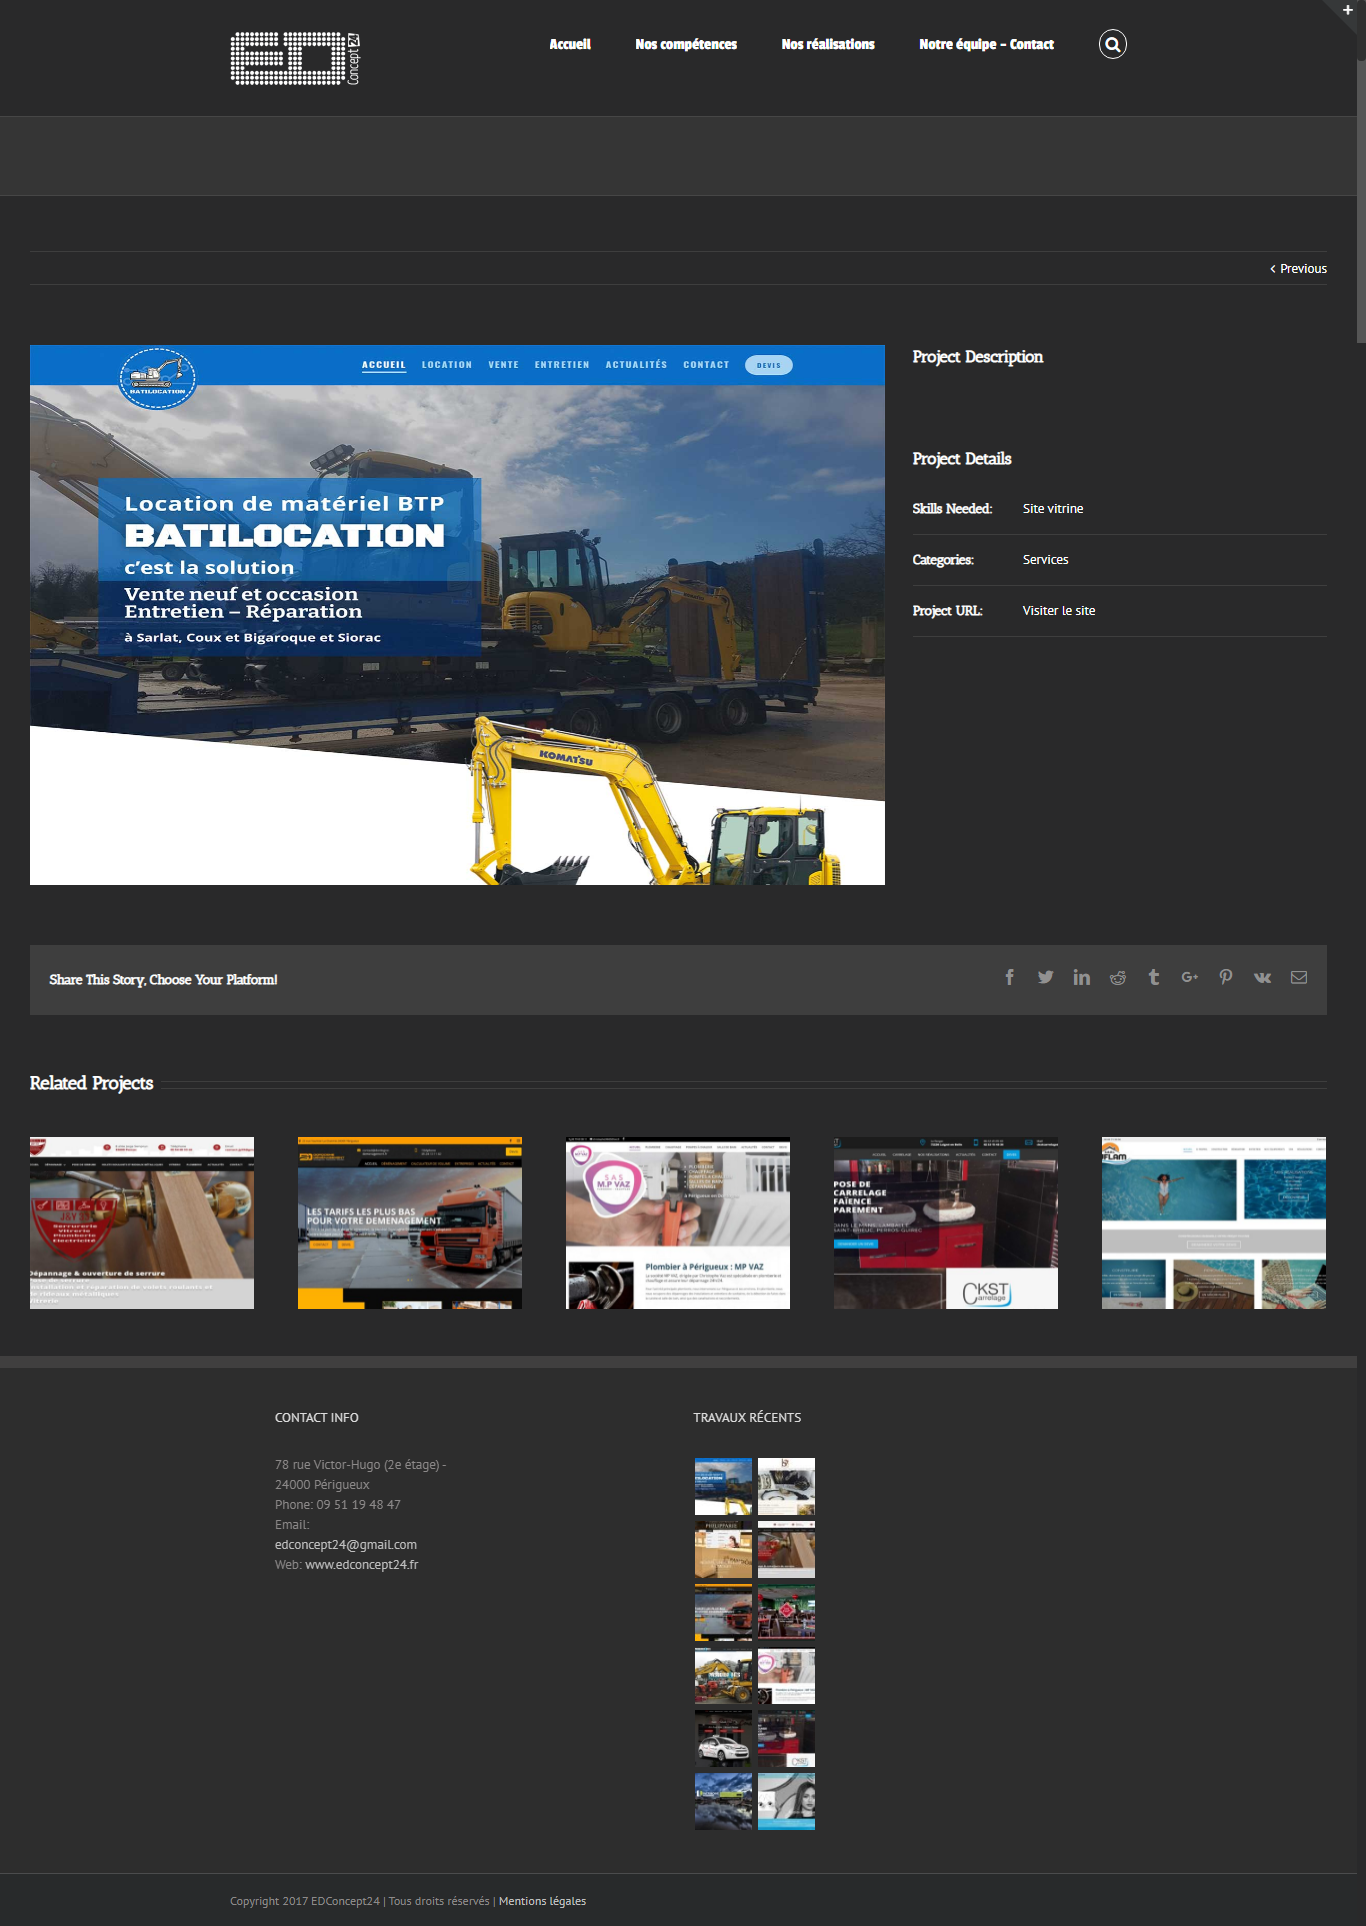 ED Concept 24
Accueil
Nos compétences
Nos réalisations
Notre équipe – Contact
Previous
BATILOCATION
ACCUEIL
LOCATION
VENTE
ENTRETIEN
ACTUALITÉS
CONTACT
DEVIS
Location de matériel BTP
BATILOCATION
c'est la solution
Vente neuf et occasion
Entretien – Réparation
à Sarlat, Coux et Bigaroque et Siorac
KOMATSU
Project Description
Project Details
Skills Needed: Site vitrine
Categories: Services
Project URL: Visiter le site
Share This Story, Choose Your Platform!
Related Projects
Serrurerie
Vitrerie
Plomberie
Électricité
Dépannage & ouverture de serrure
LES TARIFS LES PLUS BAS
POUR VOTRE DEMENAGEMENT
SAS
M.P VAZ
Plombier à Périgueux : MP VAZ
POSE DE
CARRELAGE
FAÏENCE
PAREMENT
CKST
Carrelage
CONTACT INFO
78 rue Victor-Hugo (2e étage) -
24000 Périgueux
Phone: 09 51 19 48 47
Email:
edconcept24@gmail.com
Web: www.edconcept24.fr
TRAVAUX RÉCENTS
Copyright 2017 EDConcept24 | Tous droits réservés | Mentions légales